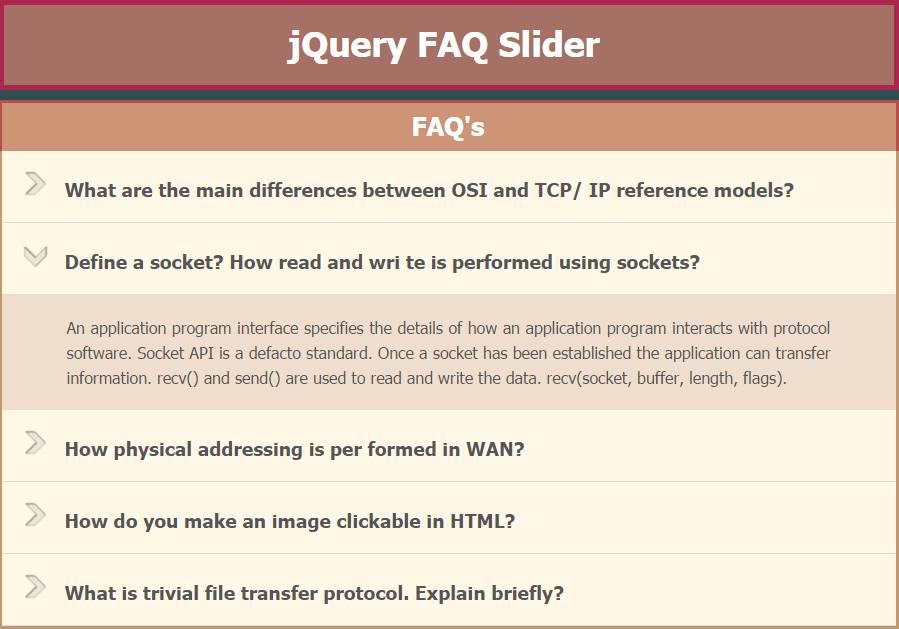 jQuery FAQ Slider
FAQ's
What are the main differences between OSI and TCP/ IP reference models?
Define a socket? How read and wri te is performed using sockets?
An application program interface specifies the details of how an application program interacts with protocol
software. Socket API is a defacto standard. Once a socket has been established the application can transfer
information. recv() and send() are used to read and write the data. recv(socket, buffer, length, flags).
How physical addressing is per formed in WAN?
How do you make an image clickable in HTML?
What is trivial file transfer protocol. Explain briefly?